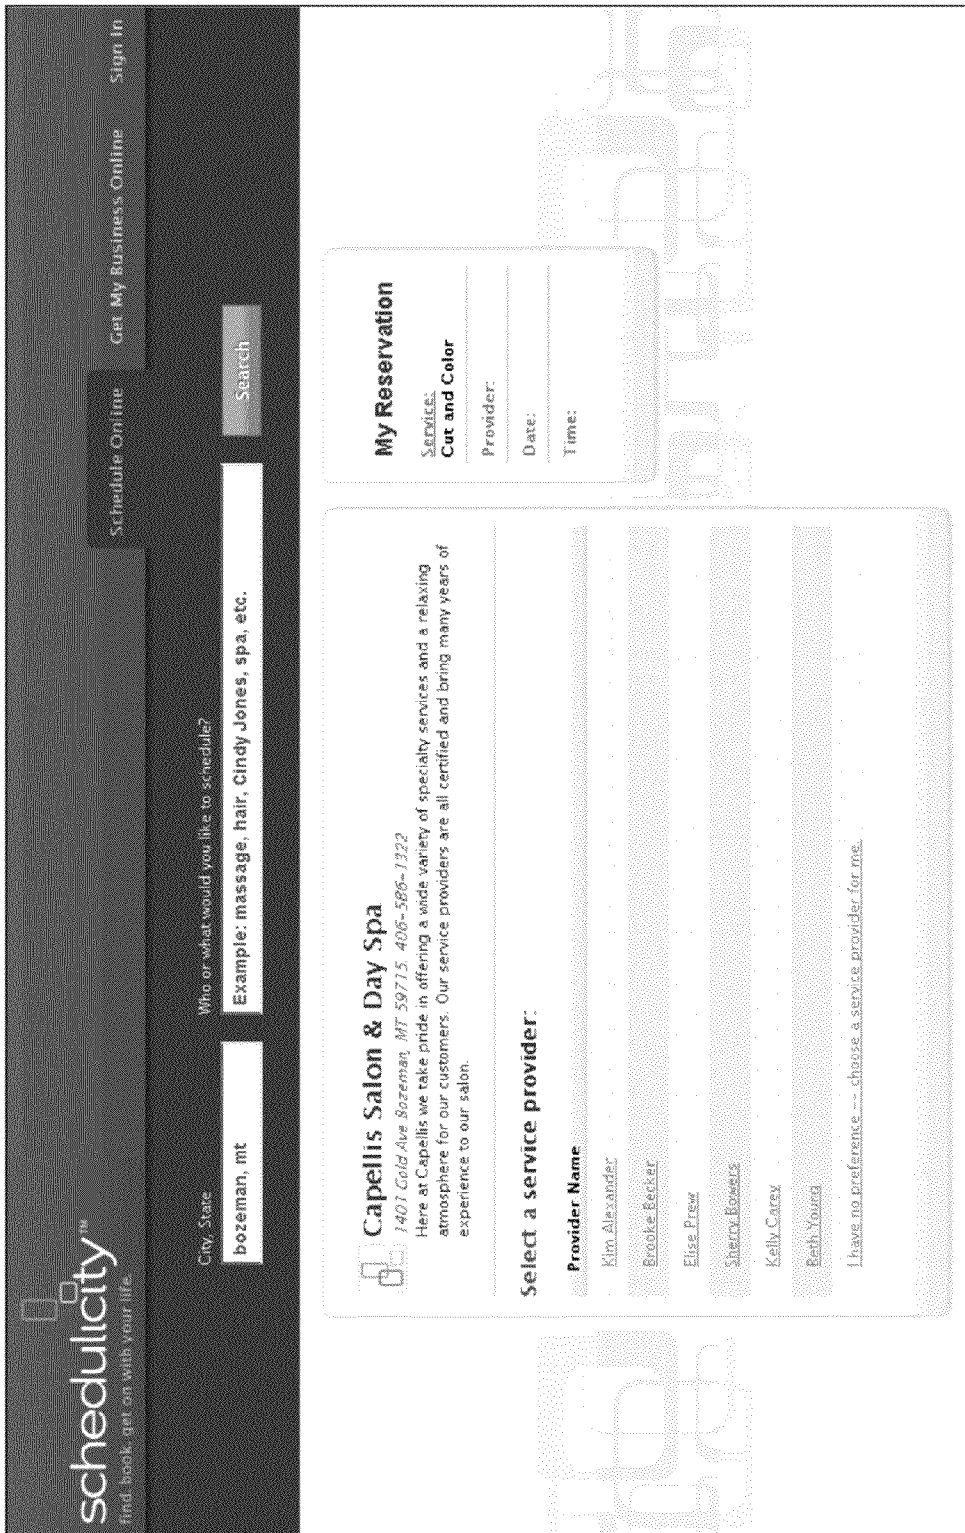 schedulicity™
find. book. get on with your life.
Schedule Online
Get My Business Online
Sign In
City, State
Who or what would you like to schedule?
bozeman, mt
Example: massage, hair, Cindy Jones, spa, etc.
Search
Capellis Salon & Day Spa
1401 Gold Ave Bozeman, MT 59715. 406-586-1322
Here at Capellis we take pride in offering a wide variety of specialty services and a relaxing
atmosphere for our customers. Our service providers are all certified and bring many years of
experience to our salon.
Select a service provider:
Provider Name
Kim Alexander
Brooke Becker
Elise Prew
Sherry Bowers
Kelly Carey
Beth Young
I have no preference --- choose a service provider for me.
My Reservation
Service:
Cut and Color
Provider:
Date:
Time: